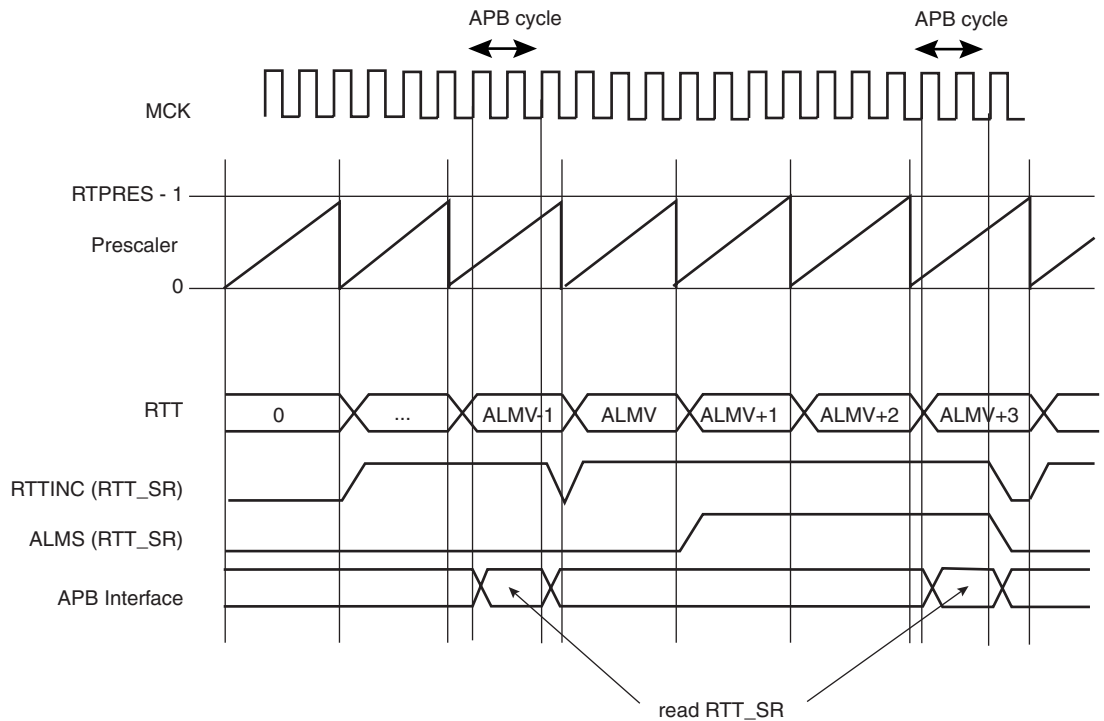 APB cycle
APB cycle
MCK
RTPRES - 1
Prescaler
0
RTT
0
...
ALMV-1
ALMV
ALMV+1
ALMV+2
ALMV+3
RTTINC (RTT_SR)
ALMS (RTT_SR)
APB Interface
read RTT_SR